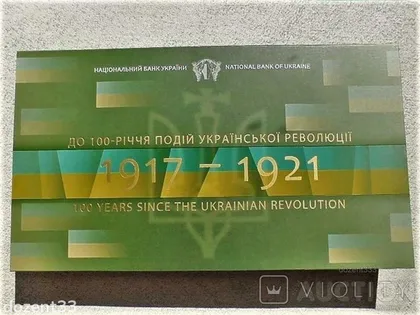 НАЦІОНАЛЬНИЙ БАНК УКРАЇНИ NATIONAL BANK OF UKRAINE
ДО 100-РІЧЧЯ ПОДІЙ УКРАЇНСЬКОЇ РЕВОЛЮЦІЇ
1917 – 1921
100 YEARS SINCE THE UKRAINIAN REVOLUTION
dozent33
VIOLITY
dozent33